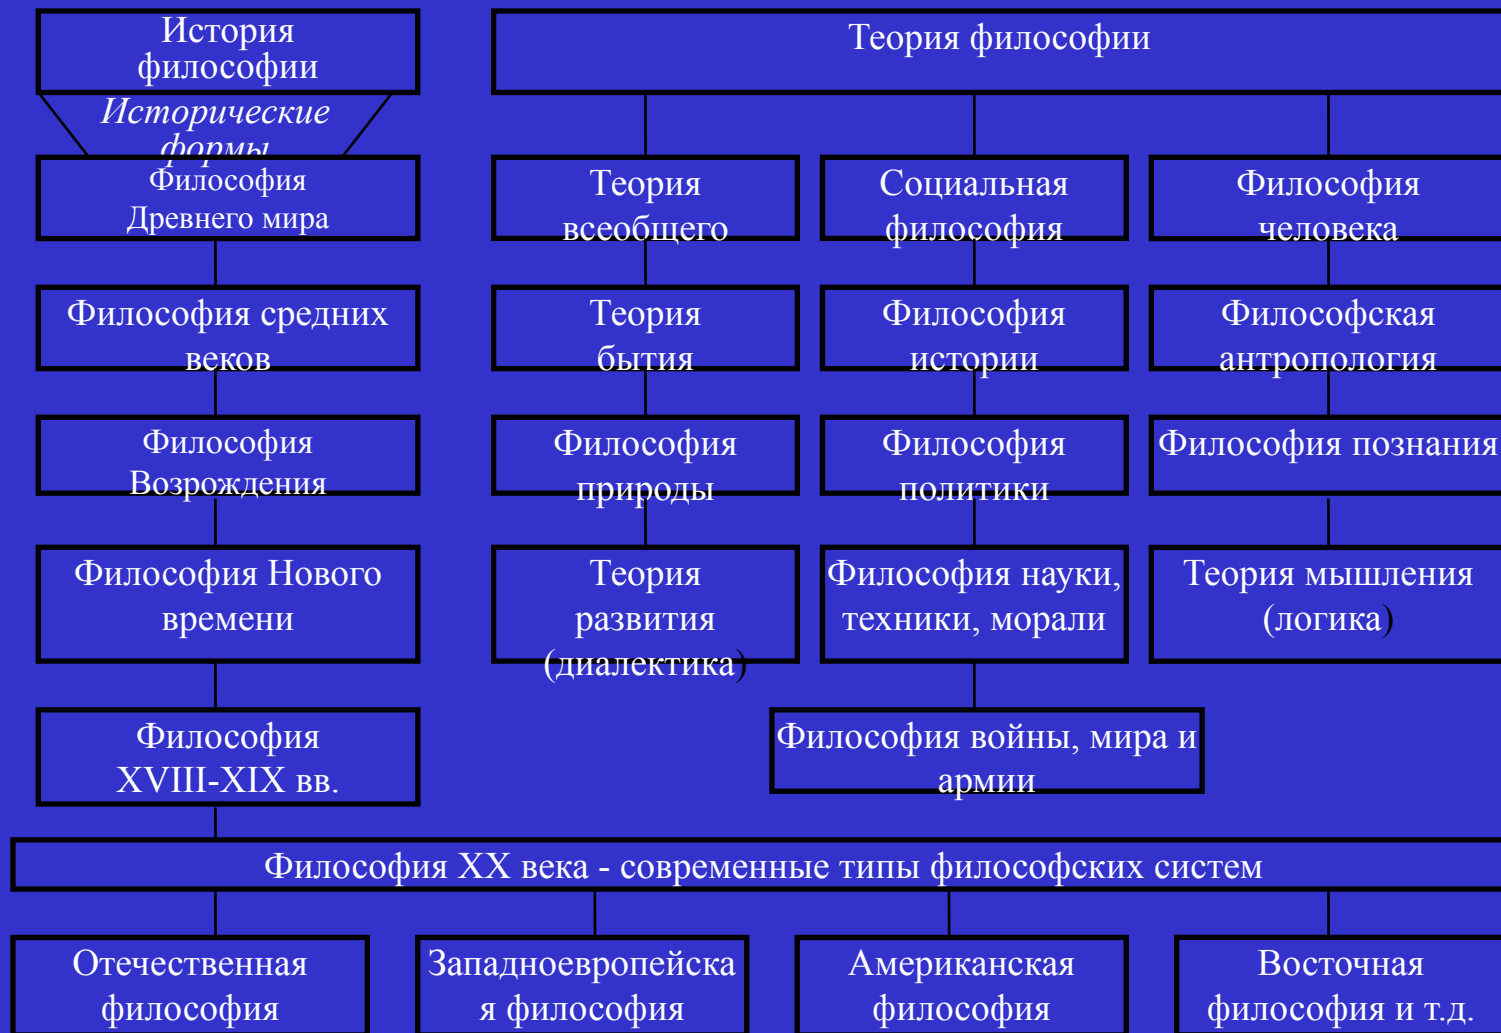 История
философии
Теория философии
Исторические
формы
Философия
Древнего мира
Теория
всеобщего
Социальная
философия
Философия
человека
Философия средних
веков
Теория
бытия
Философия
истории
Философская
антропология
Философия
Возрождения
Философия
природы
Философия
политики
Философия познания
Философия Нового
времени
Теория
развития
(диалектика)
Философия науки,
техники, морали
Теория мышления
(логика)
Философия
XVIII-XIX вв.
Философия войны, мира и
армии
Философия XX века - современные типы философских систем
Отечественная
философия
Западноевропейска
я философия
Американская
философия
Восточная
философия и т.д.